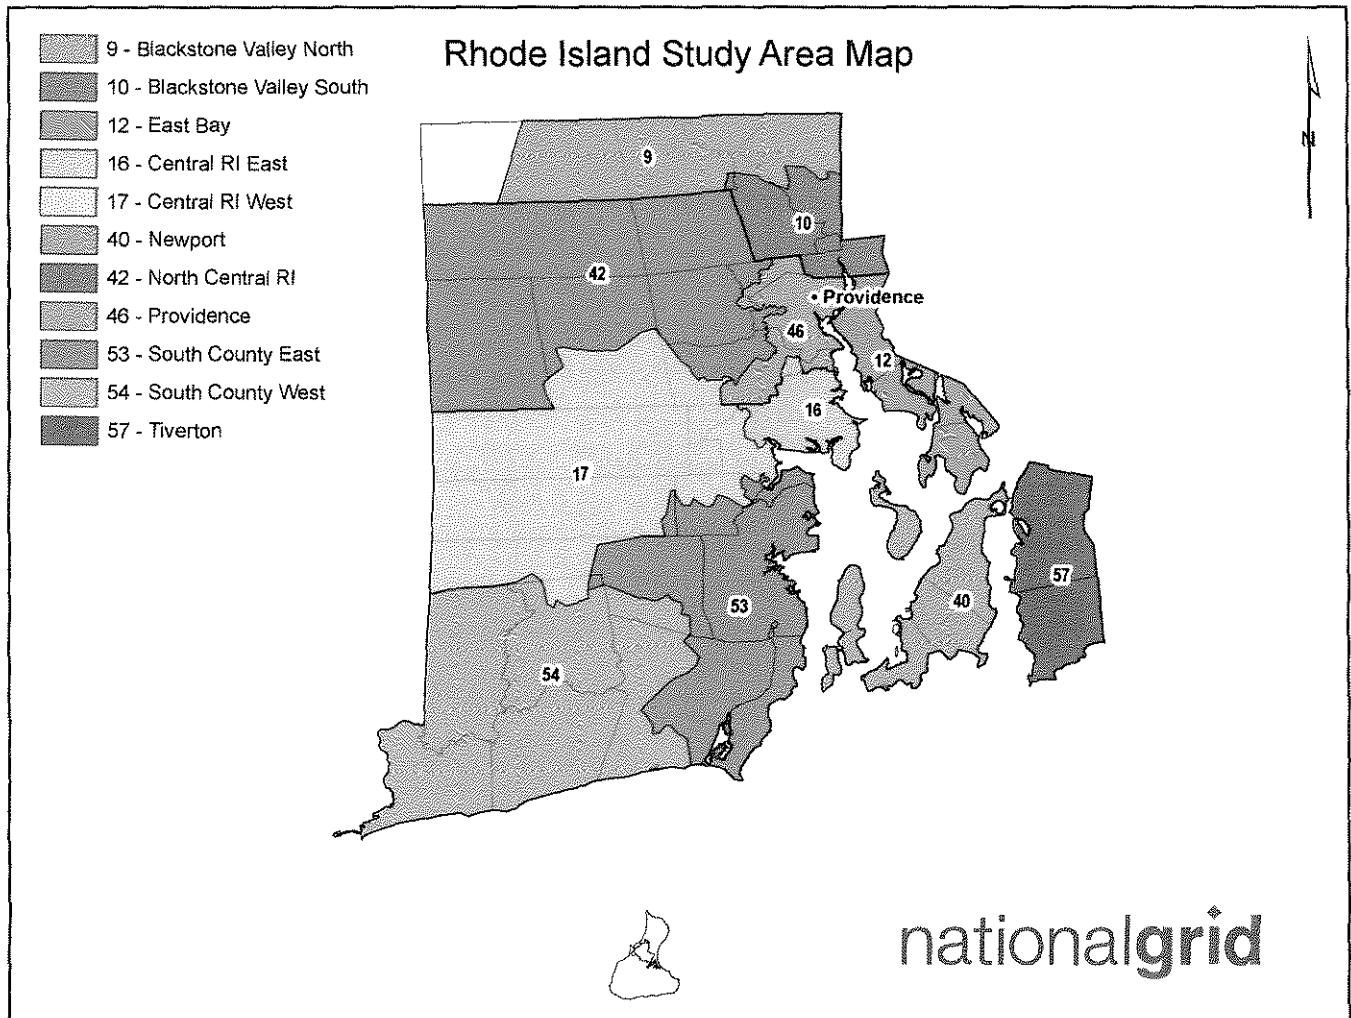 Rhode Island Study Area Map
9 - Blackstone Valley North
10 - Blackstone Valley South
12 - East Bay
16 - Central RI East
17 - Central RI West
40 - Newport
42 - North Central RI
46 - Providence
53 - South County East
54 - South County West
57 - Tiverton
N
9
10
42
• Providence
46
12
16
17
57
40
53
54
nationalgrid